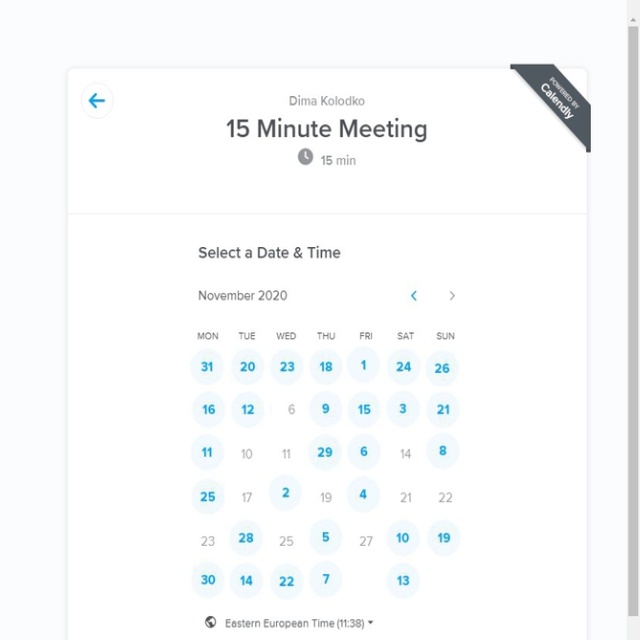 POWERED BY
Calendly
Dima Kolodko
15 Minute Meeting
15 min
Select a Date & Time
November 2020
MON TUE WED THU FRI SAT SUN
31 20 23 18 1 24 26
16 12 6 9 15 3 21
11 10 11 29 6 14 8
25 17 2 19 4 21 22
23 28 25 5 27 10 19
30 14 22 7 13
Eastern European Time (11:38)